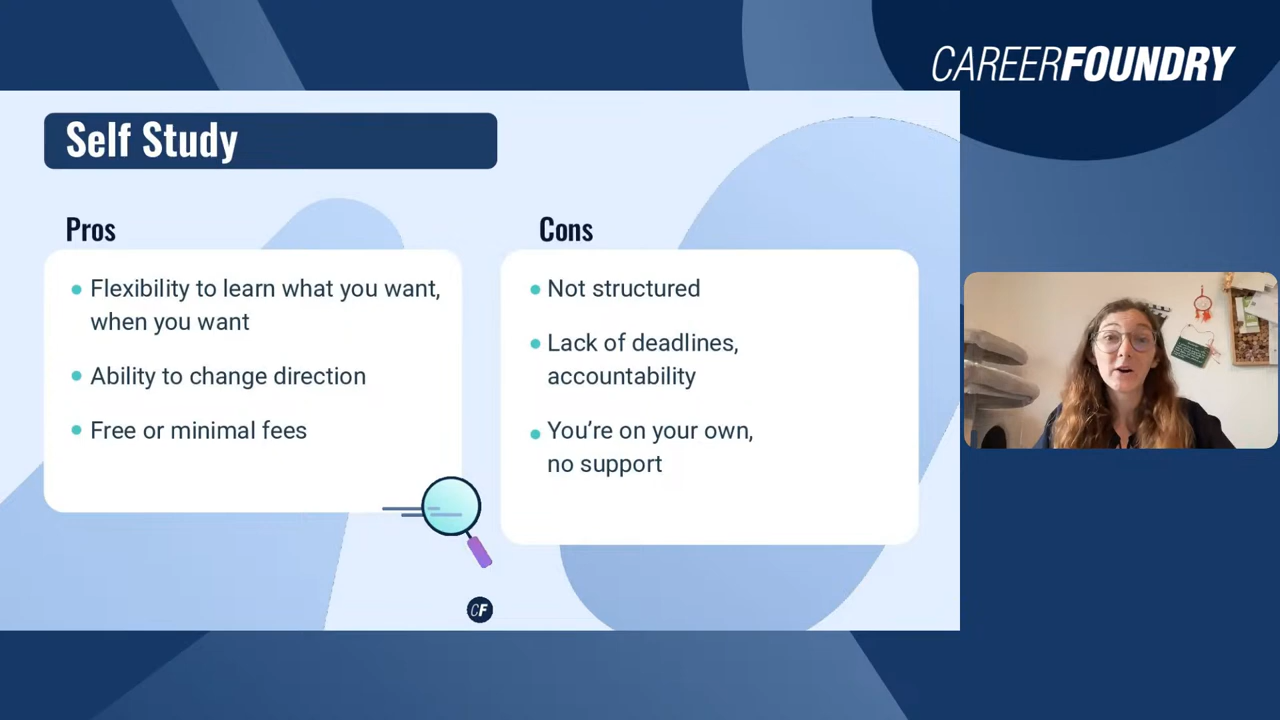 CAREERFOUNDRY
Self Study
Pros
Flexibility to learn what you want,
when you want
Ability to change direction
Free or minimal fees
Cons
Not structured
Lack of deadlines,
accountability
You’re on your own,
no support
CF